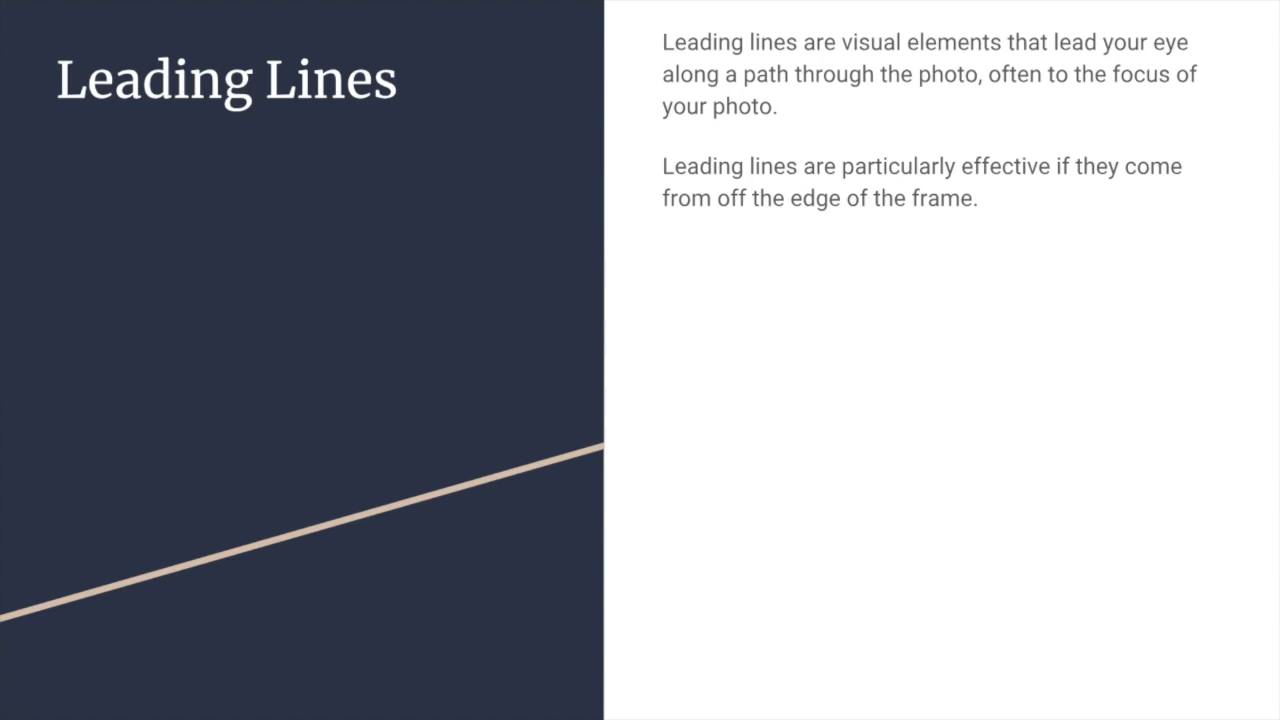 Leading Lines
Leading lines are visual elements that lead your eye
along a path through the photo, often to the focus of
your photo.
Leading lines are particularly effective if they come
from off the edge of the frame.